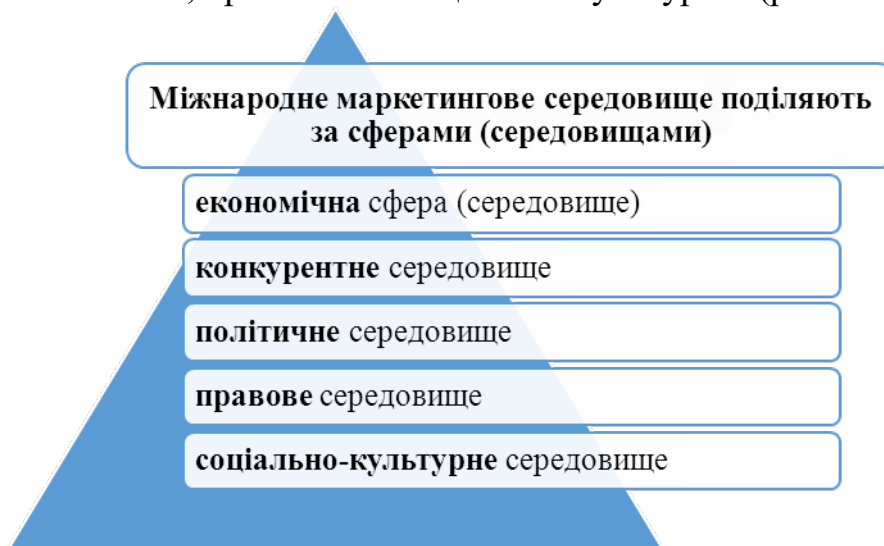 Міжнародне маркетингове середовище поділяють
за сферами (середовищами)
економічна сфера (середовище)
конкурентне середовище
політичне середовище
правове середовище
соціально-культурне середовище